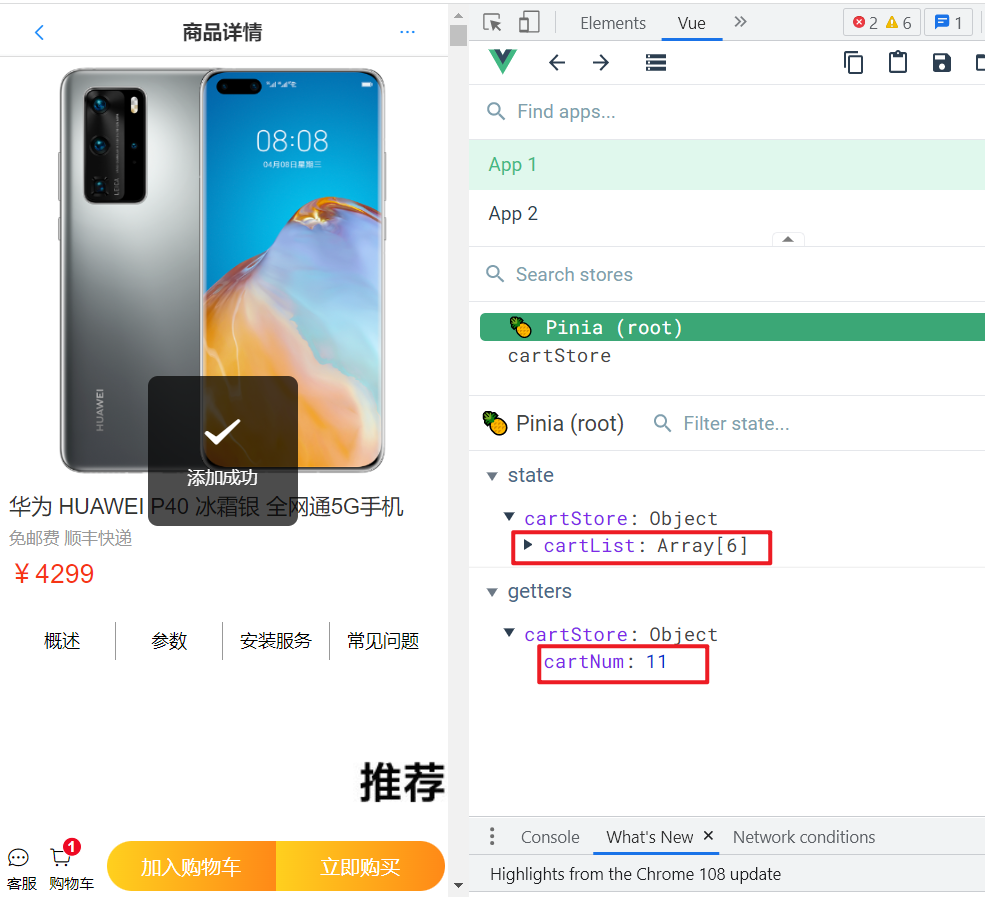 商品详情
08:08
04月08日星期三
LEICA
HUAWEI
添加成功
华为 HUAWEI P40 冰霜银 全网通5G手机
免邮费 顺丰快递
￥4299
概述 参数 安装服务 常见问题
推荐
1
客服 购物车 加入购物车 立即购买
Elements Vue 2 6 1
Find apps...
App 1
App 2
Search stores
Pinia (root)
cartStore
Pinia (root) Filter state...
state
cartStore: Object
cartList: Array[6]
getters
cartStore: Object
cartNum: 11
Console What's New Network conditions
Highlights from the Chrome 108 update